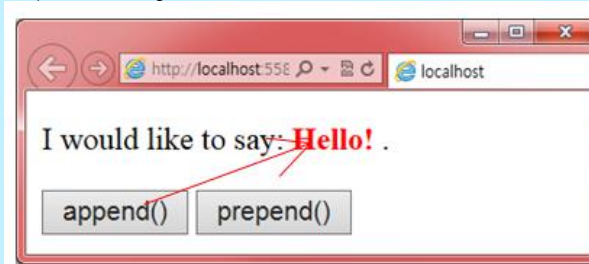 http://localhost:558
localhost
I would like to say: Hello! .
append() prepend()